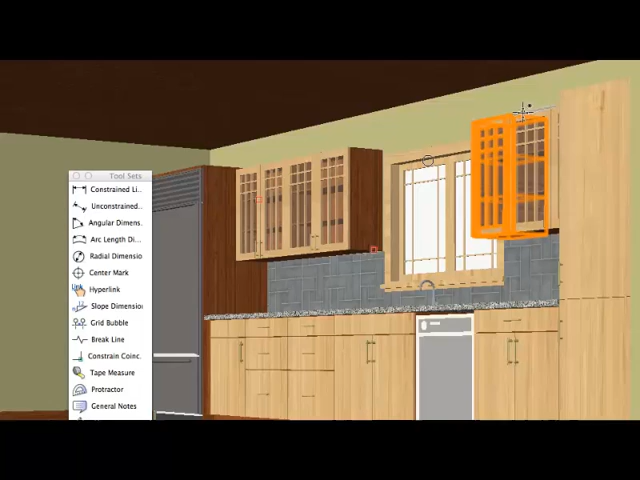 Tool Sets
Constrained Li..
Unconstrained..
Angular Dimens.
Arc Length Di...
Radial Dimensio
Center Mark
Hyperlink
Slope Dimensio
Grid Bubble
Break Line
Constrain Coinc.
Tape Measure
Protractor
General Notes